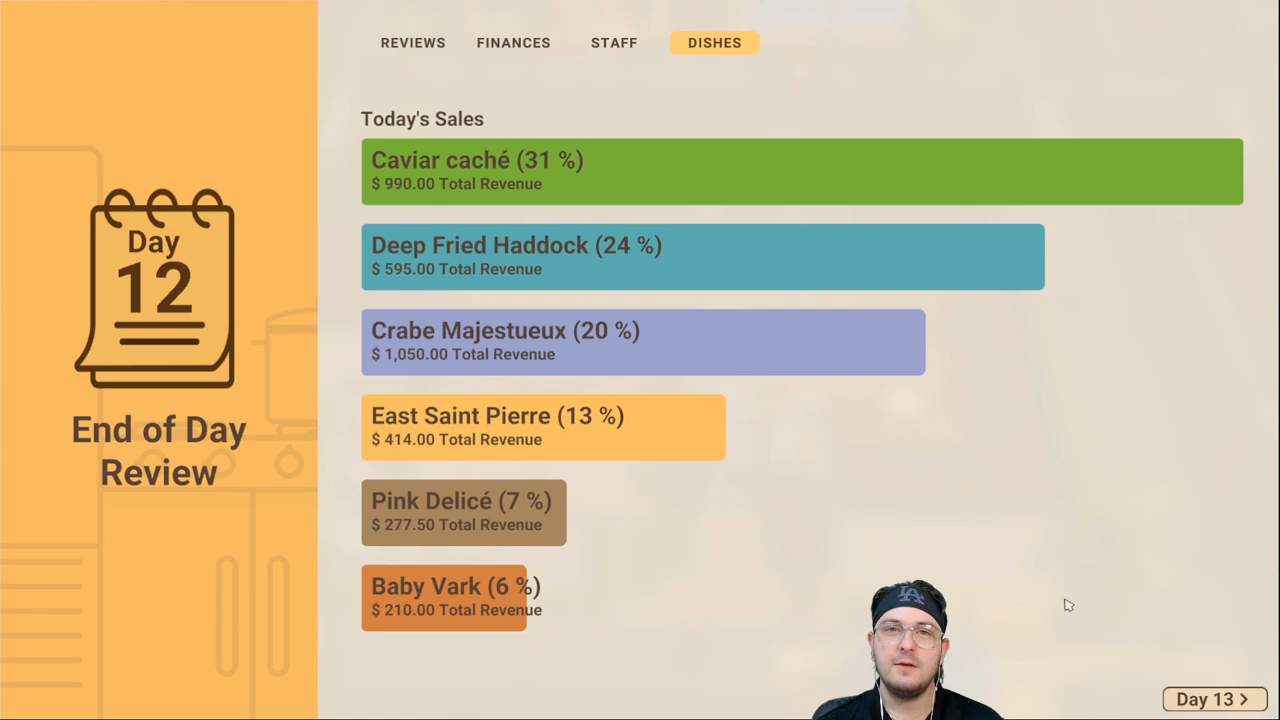 REVIEWS FINANCES STAFF DISHES
Today's Sales
Caviar caché (31 %)
$ 990.00 Total Revenue
Deep Fried Haddock (24 %)
$ 595.00 Total Revenue
Crabe Majestueux (20 %)
$ 1,050.00 Total Revenue
East Saint Pierre (13 %)
$ 414.00 Total Revenue
Pink Delicé (7 %)
$ 277.50 Total Revenue
Baby Vark (6 %)
$ 210.00 Total Revenue
Day
12
End of Day
Review
LA
Day 13 >